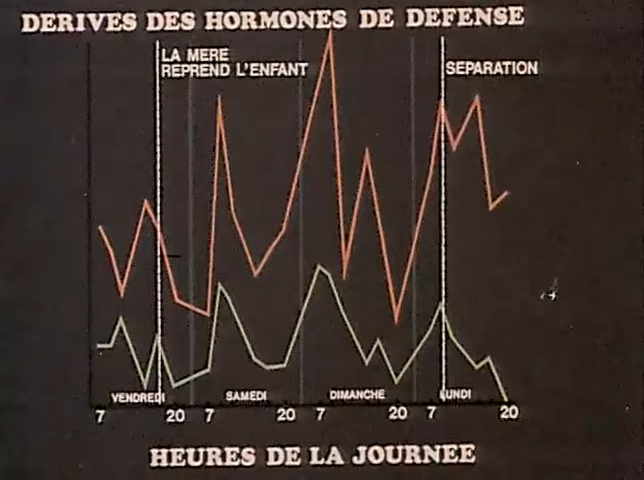 DERIVES DES HORMONES DE DEFENSE
LA MERE
REPREND L'ENFANT
SEPARATION
VENDREDI
SAMEDI
DIMANCHE
LUNDI
7 20 7 20 7 20 7 20
HEURES DE LA JOURNEE